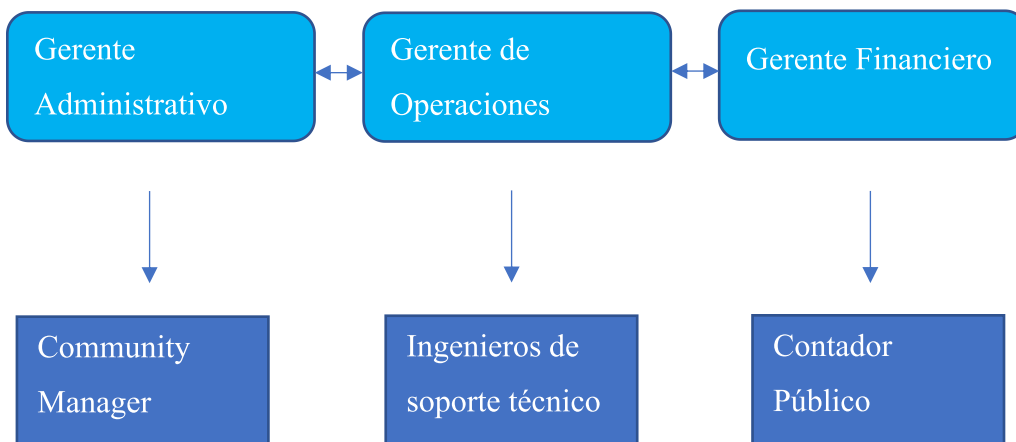 Gerente
Administrativo
Gerente de
Operaciones
Gerente Financiero
Community
Manager
Ingenieros de
soporte técnico
Contador
Público